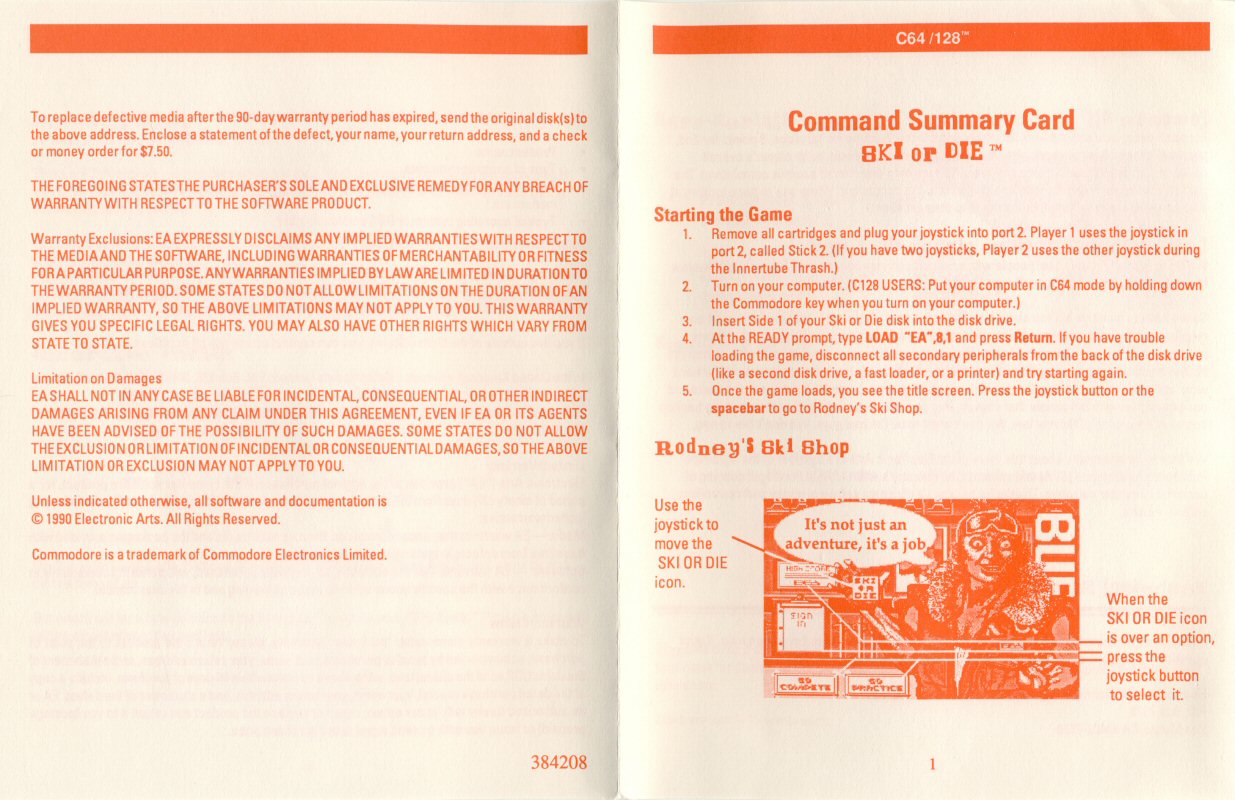 To replace defective media after the 90-day warranty period has expired, send the original disk(s) to
the above address. Enclose a statement of the defect, your name, your return address, and a check
or money order for $7.50.
THE FOREGOING STATES THE PURCHASER'S SOLE AND EXCLUSIVE REMEDY FOR ANY BREACH OF
WARRANTY WITH RESPECT TO THE SOFTWARE PRODUCT.
Warranty Exclusions: EA EXPRESSLY DISCLAIMS ANY IMPLIED WARRANTIES WITH RESPECT TO
THE MEDIA AND THE SOFTWARE, INCLUDING WARRANTIES OF MERCHANTABILITY OR FITNESS
FOR A PARTICULAR PURPOSE. ANY WARRANTIES IMPLIED BY LAW ARE LIMITED IN DURATION TO
THE WARRANTY PERIOD. SOME STATES DO NOT ALLOW LIMITATIONS ON THE DURATION OF AN
IMPLIED WARRANTY, SO THE ABOVE LIMITATIONS MAY NOT APPLY TO YOU. THIS WARRANTY
GIVES YOU SPECIFIC LEGAL RIGHTS. YOU MAY ALSO HAVE OTHER RIGHTS WHICH VARY FROM
STATE TO STATE.
Limitation on Damages
EA SHALL NOT IN ANY CASE BE LIABLE FOR INCIDENTAL, CONSEQUENTIAL, OR OTHER INDIRECT
DAMAGES ARISING FROM ANY CLAIM UNDER THIS AGREEMENT, EVEN IF EA OR ITS AGENTS
HAVE BEEN ADVISED OF THE POSSIBILITY OF SUCH DAMAGES. SOME STATES DO NOT ALLOW
THE EXCLUSION OR LIMITATION OF INCIDENTAL OR CONSEQUENTIAL DAMAGES, SO THE ABOVE
LIMITATION OR EXCLUSION MAY NOT APPLY TO YOU.
Unless indicated otherwise, all software and documentation is
© 1990 Electronic Arts. All Rights Reserved.
Commodore is a trademark of Commodore Electronics Limited.
384208
C64 /128™
Command Summary Card
SKI or DIE ™
Starting the Game
1. Remove all cartridges and plug your joystick into port 2. Player 1 uses the joystick in
port 2, called Stick 2. (If you have two joysticks, Player 2 uses the other joystick during
the Innertube Thrash.)
2. Turn on your computer. (C128 USERS: Put your computer in C64 mode by holding down
the Commodore key when you turn on your computer.)
3. Insert Side 1 of your Ski or Die disk into the disk drive.
4. At the READY prompt, type LOAD "EA",8,1 and press Return. If you have trouble
loading the game, disconnect all secondary peripherals from the back of the disk drive
(like a second disk drive, a fast loader, or a printer) and try starting again.
5. Once the game loads, you see the title screen. Press the joystick button or the
spacebar to go to Rodney's Ski Shop.
Rodney's Ski Shop
Use the
joystick to
move the
SKI OR DIE
icon.
It's not just an
adventure, it's a job
BUF
HIGH SCORE
SKI
OR
DIE
SIGN
IN
EA
GO
COMPETE
GO
PRACTICE
When the
SKI OR DIE icon
is over an option,
press the
joystick button
to select it.
1